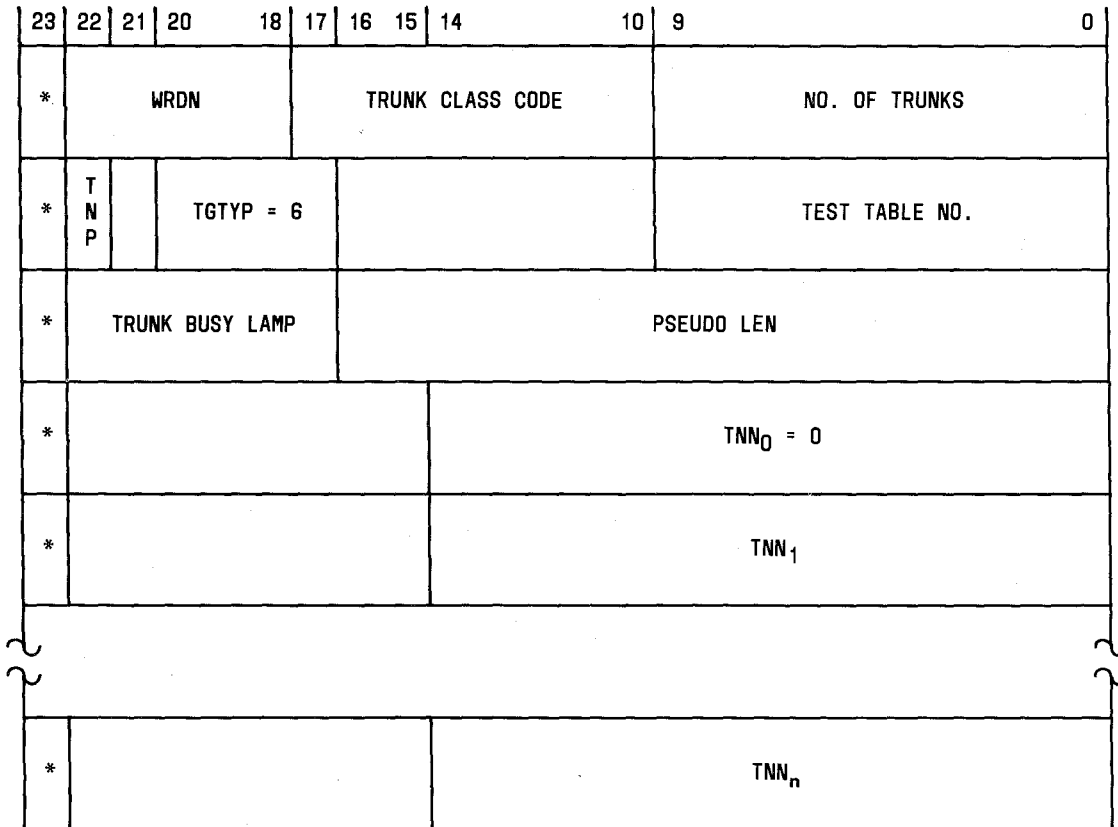 23 22 21 20 18 17 16 15 14 10 9 0
* WRDN TRUNK CLASS CODE NO. OF TRUNKS
* TNP TGTYP = 6 TEST TABLE NO.
* TRUNK BUSY LAMP PSEUDO LEN
* TNN0 = 0
* TNN1
* TNNn